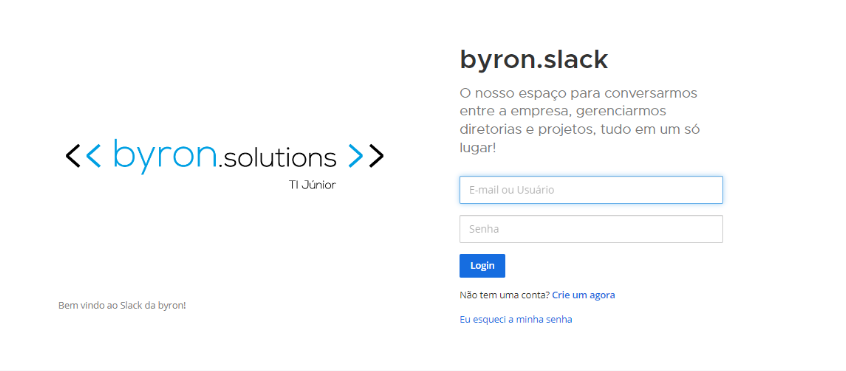 << byron.solutions >>
TI Júnior
Bem vindo ao Slack da byron!
byron.slack
O nosso espaço para conversarmos
entre a empresa, gerenciarmos
diretorias e projetos, tudo em um só
lugar!
E-mail ou Usuário
Senha
Login
Não tem uma conta? Crie um agora
Eu esqueci a minha senha